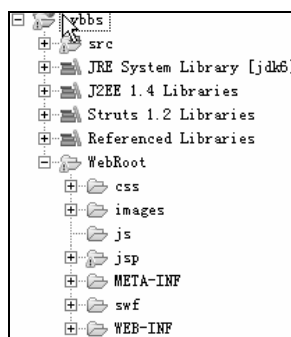 ybbs
src
JRE System Library [jdk6]
J2EE 1.4 Libraries
Struts 1.2 Libraries
Referenced Libraries
WebRoot
css
images
js
jsp
META-INF
swf
WEB-INF